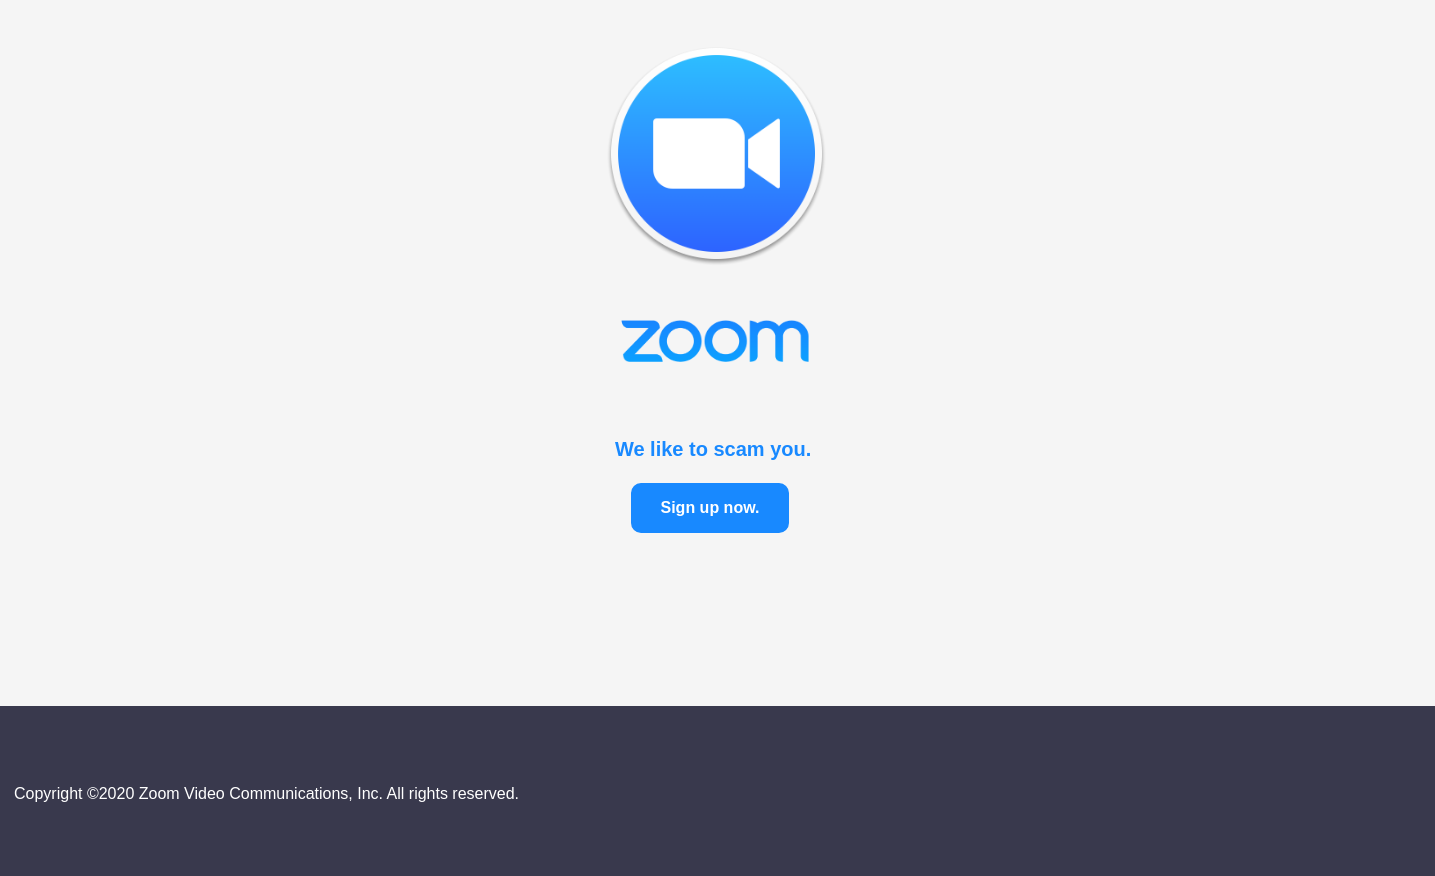 zoom
We like to scam you.
Sign up now.
Copyright ©2020 Zoom Video Communications, Inc. All rights reserved.